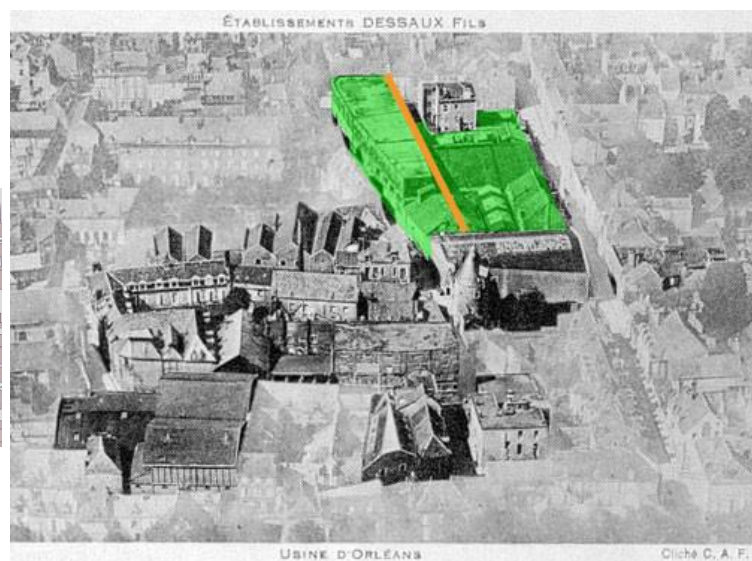 ÉTABLISSEMENTS DESSAUX FILS
USINE D'ORLÉANS
Cliché C. A. F.